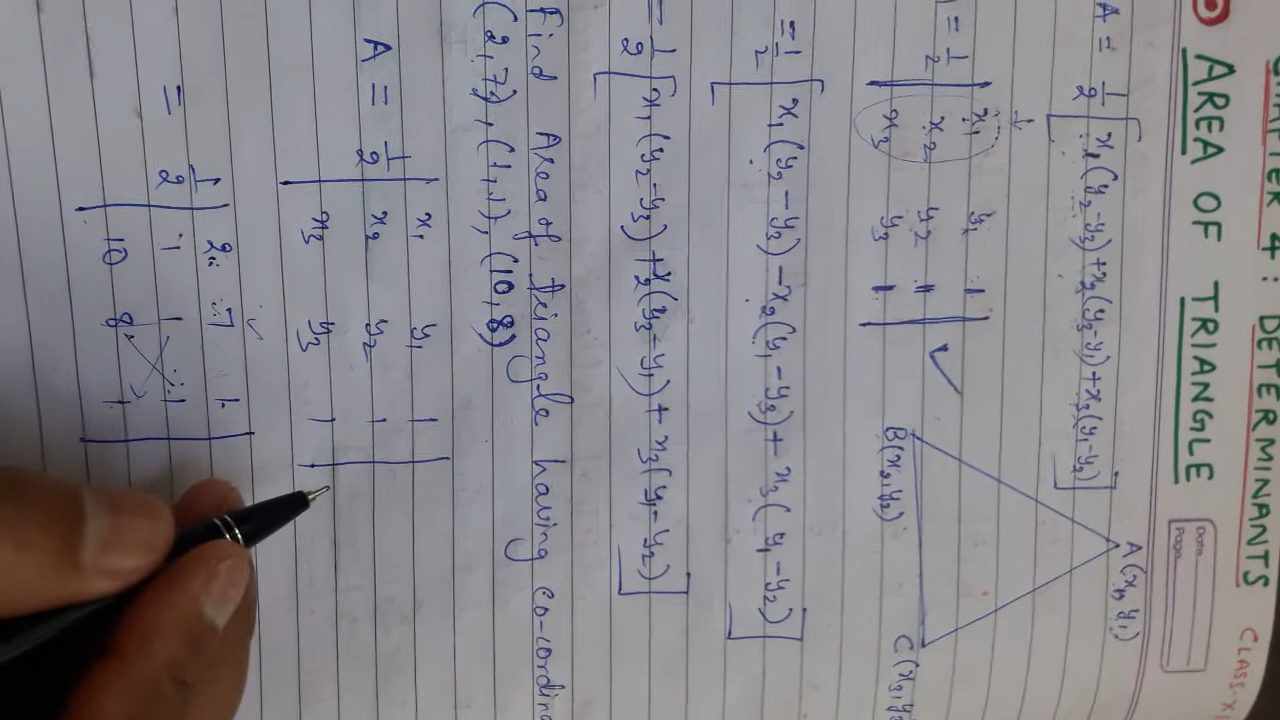 CHAPTER 4: DETERMINANTS CLASS-X
AREA OF TRIANGLE
Date
Page
A = 1/2 [x1(y2-y3)+x2(y3-y1)+x3(y1-y2)]
A(x1, y1)
B(x2, y2)
C(x3, y3
= 1/2 | x1 y1 1
x2 y2 1
x3 y3 1 | ✓
= 1/2 [x1(y2-y3) - x2(y1-y3) + x3(y1-y2)]
= 1/2 [x1(y2-y3) + x2(y3-y1) + x3(y1-y2)]
Find Area of triangle having co-ordin
(2,7), (1,1), (10,8)
A = 1/2 | x1 y1 1
x2 y2 1
x3 y3 1 |
= 1/2 | 2 7 1
1 1 1
10 8 1 |